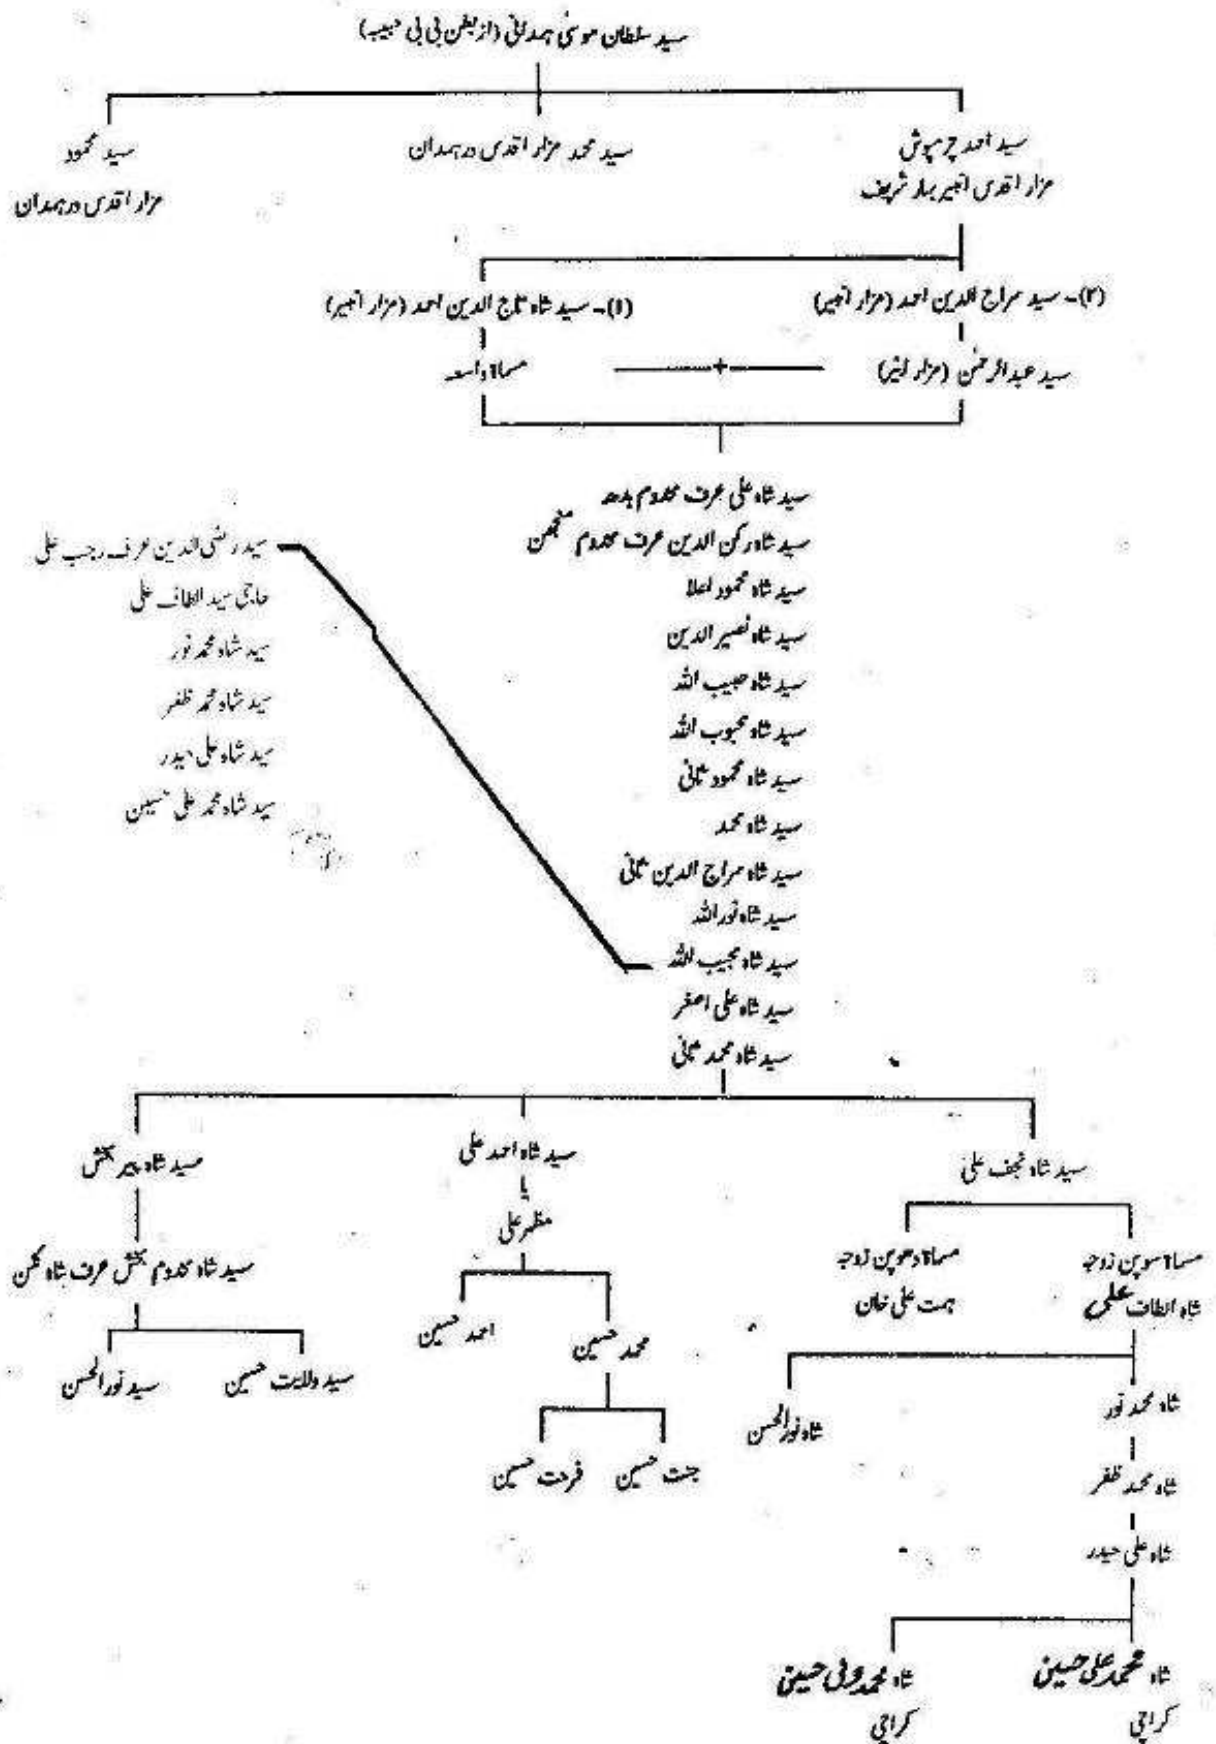 سید سلطان موسیٰ ہمدانی (از بطن بی بی حبیب)
سید احمد چرمپوش
مزار اقدس انبیر بہار شریف
سید محمد مزار اقدس در ہمدان
سید محمود
مزار اقدس در ہمدان
(۲)۔ سید سراج الدین احمد (مزار انبیر)
(۱)۔ سید شاہ تاج الدین احمد (مزار انبیر)
سید عبدالرحمٰن (مزار انبیر)
+
مسماۃ واسعہ
سید شاہ علی عرف مخدوم بدھ
سید شاہ رکن الدین عرف مخدوم منجھن
سید شاہ محمود اعلا
سید شاہ نصیر الدین
سید شاہ حبیب اللہ
سید شاہ محبوب اللہ
سید شاہ محمود ثانی
سید شاہ محمد
سید شاہ سراج الدین ثانی
سید شاہ نور اللہ
سید شاہ مجیب اللہ
سید شاہ علی اصغر
سید شاہ محمد ثانی
سید رضی الدین عرف رجب علی
حاجی سید الطاف علی
سید شاہ محمد نور
سید شاہ محمد ظفر
سید شاہ علی حیدر
سید شاہ محمد علی حسین
سید شاہ نجف علی
سید شاہ احمد علی
یا
مظہر علی
سید شاہ پیر بخش
مسماۃ سوبن زوجہ
شاہ الطاف علی
مسماۃ دھوبن زوجہ
ہمت علی خان
سید شاہ مخدوم بخش عرف شاہ مکن
محمد حسین
احمد حسین
سید ولایت حسین
سید نور الحسن
شاہ محمد نور
شاہ نور الحسن
جنت حسین
فرحت حسین
شاہ محمد ظفر
شاہ علی حیدر
شاہ محمد علی حسین
کراچی
شاہ محمد ولی حسینی
کراچی